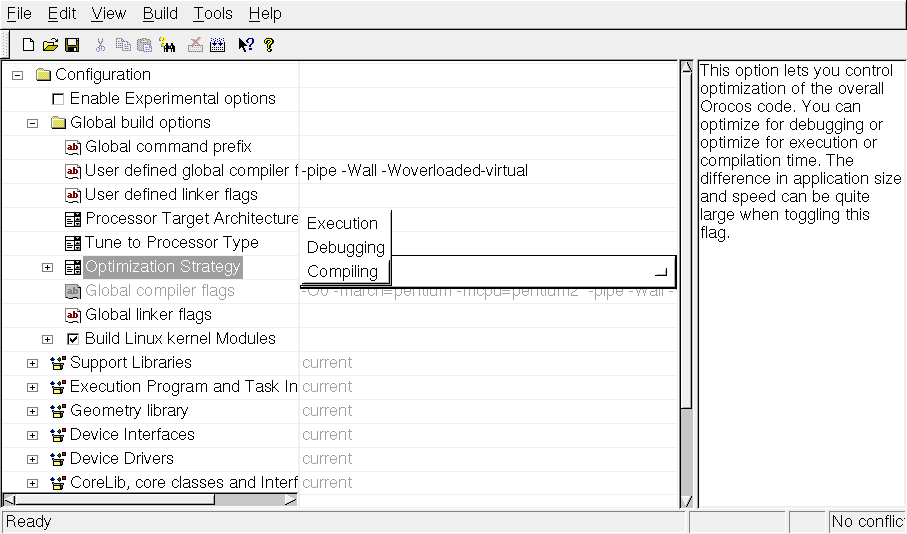 File Edit View Build Tools Help
Configuration
Enable Experimental options
Global build options
Global command prefix
User defined global compiler f -pipe -Wall -Woverloaded-virtual
User defined linker flags
Processor Target Architecture
Tune to Processor Type
Optimization Strategy
Execution
Debugging
Compiling
Global compiler flags -O0 -march=pentium -mcpu=pentium2 -pipe -Wall -
Global linker flags
Build Linux kernel Modules
Support Libraries current
Execution Program and Task In current
Geometry library current
Device Interfaces current
Device Drivers current
CoreLib, core classes and Interf current
This option lets you control
optimization of the overall
Orocos code. You can
optimize for debugging or
optimize for execution or
compilation time. The
difference in application size
and speed can be quite
large when toggling this
flag.
Ready
No conflic